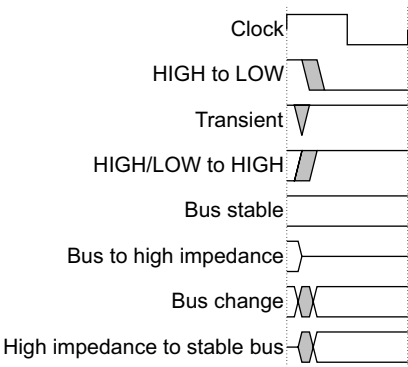 Clock
HIGH to LOW
Transient
HIGH/LOW to HIGH
Bus stable
Bus to high impedance
Bus change
High impedance to stable bus